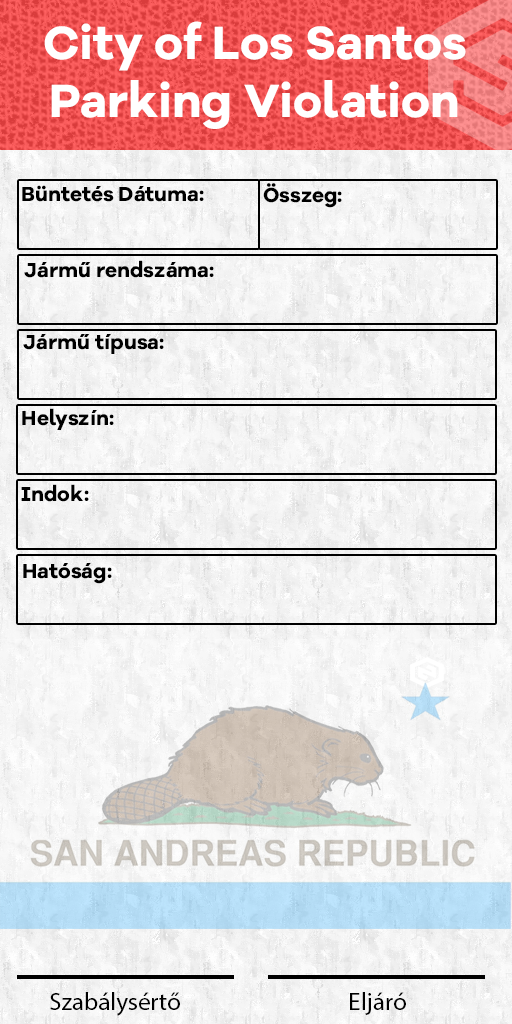 City of Los Santos
Parking Violation
Büntetés Dátuma: Összeg:
Jármű rendszáma:
Jármű típusa:
Helyszín:
Indok:
Hatóság:
SAN ANDREAS REPUBLIC
Szabálysértő Eljáró